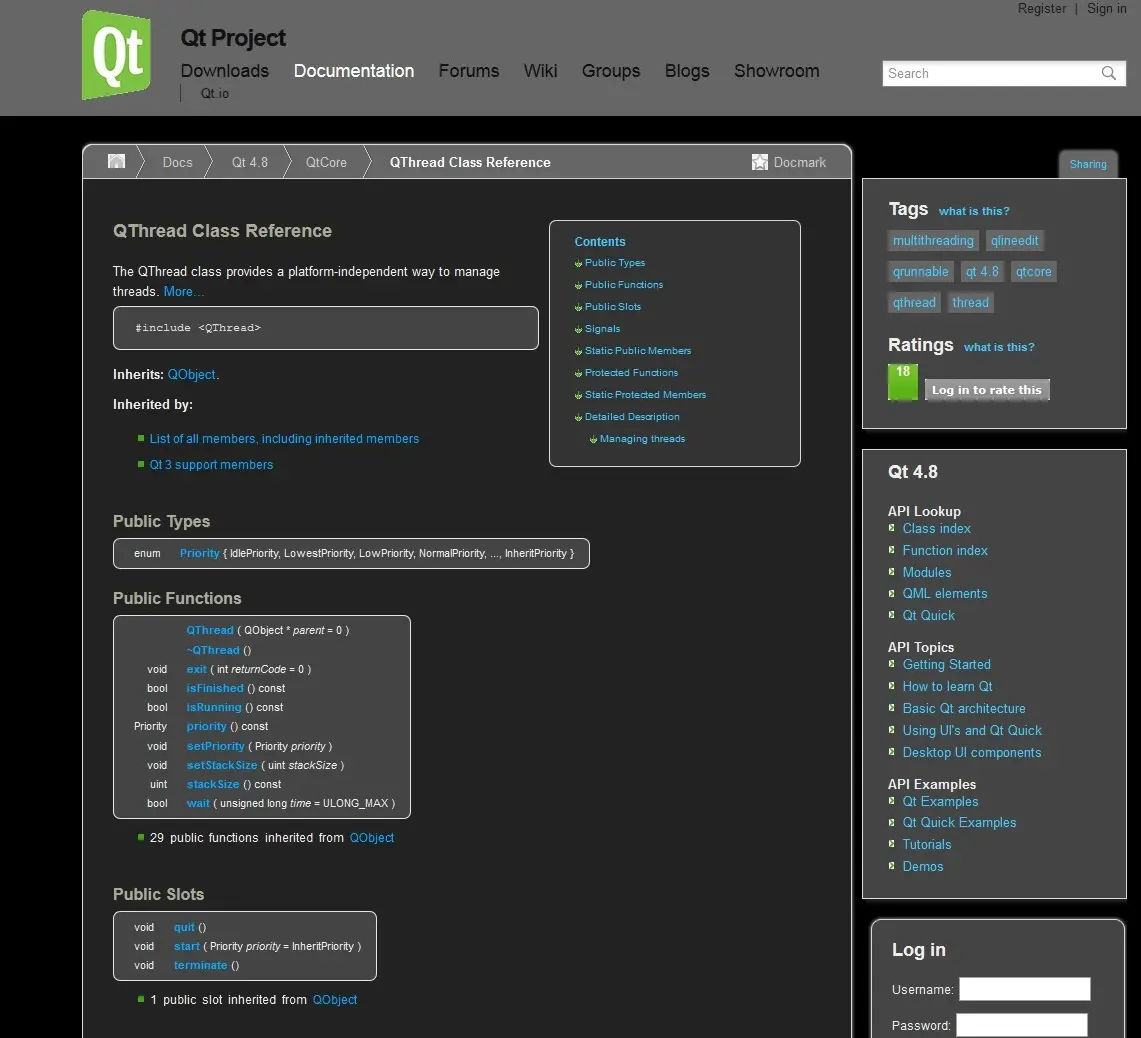 Register | Sign in
Qt
Qt Project
Downloads Documentation Forums Wiki Groups Blogs Showroom
Search
Qt.io
Docs Qt 4.8 QtCore QThread Class Reference Docmark
Sharing
QThread Class Reference
The QThread class provides a platform-independent way to manage
threads. More...
#include <QThread>
Inherits: QObject.
Inherited by:
List of all members, including inherited members
Qt 3 support members
Contents
Public Types
Public Functions
Public Slots
Signals
Static Public Members
Protected Functions
Static Protected Members
Detailed Description
Managing threads
Public Types
enum Priority { IdlePriority, LowestPriority, LowPriority, NormalPriority, ..., InheritPriority }
Public Functions
QThread ( QObject * parent = 0 )
~QThread ()
void exit ( int returnCode = 0 )
bool isFinished () const
bool isRunning () const
Priority priority () const
void setPriority ( Priority priority )
void setStackSize ( uint stackSize )
uint stackSize () const
bool wait ( unsigned long time = ULONG_MAX )
29 public functions inherited from QObject
Public Slots
void quit ()
void start ( Priority priority = InheritPriority )
void terminate ()
1 public slot inherited from QObject
Tags what is this?
multithreading qlineedit
qrunnable qt 4.8 qtcore
qthread thread
Ratings what is this?
18 Log in to rate this
Qt 4.8
API Lookup
Class index
Function index
Modules
QML elements
Qt Quick
API Topics
Getting Started
How to learn Qt
Basic Qt architecture
Using UI's and Qt Quick
Desktop UI components
API Examples
Qt Examples
Qt Quick Examples
Tutorials
Demos
Log in
Username:
Password: